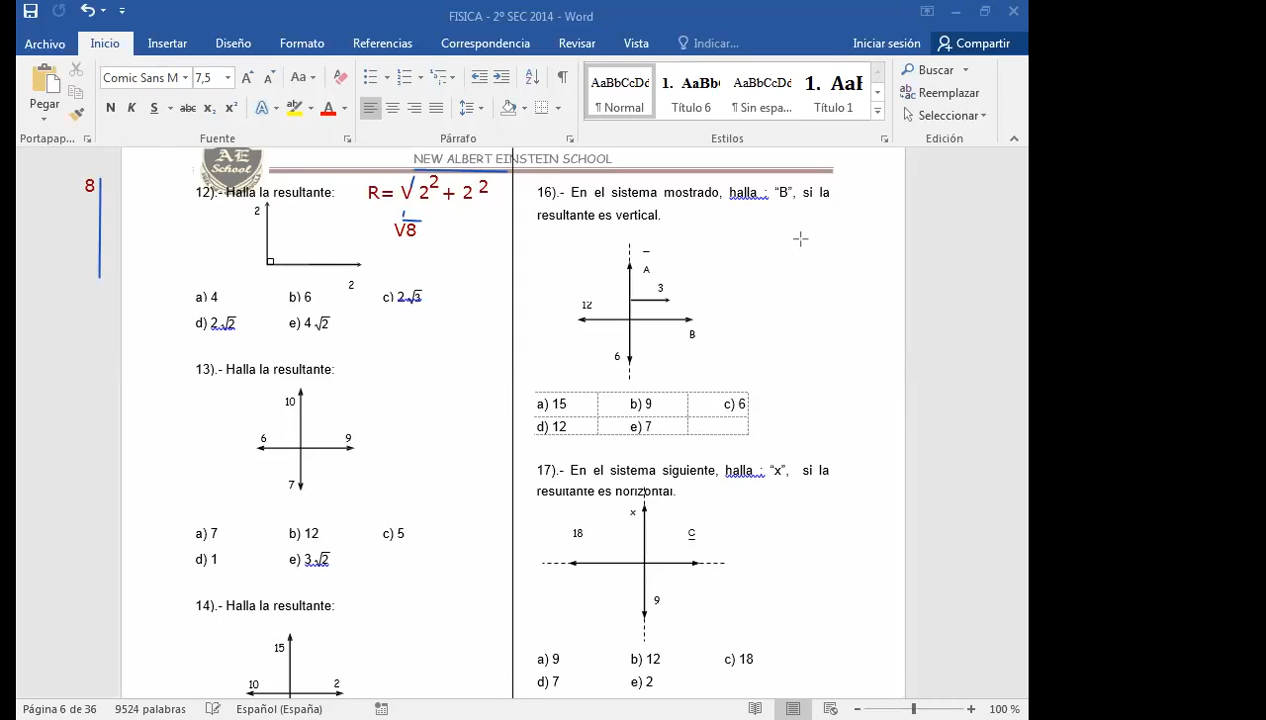 FISICA - 2º SEC 2014 - Word
Archivo Inicio Insertar Diseño Formato Referencias Correspondencia Revisar Vista Indicar... Iniciar sesión Compartir
Pegar
Comic Sans M 7,5
N K S abc x₂ x²
AaBbCcDd 1. AaBb AaBbCcDd 1. AaB
¶ Normal Título 6 ¶ Sin espa... Título 1
Buscar
Reemplazar
Seleccionar
Portapap... Fuente Párrafo Estilos Edición
AE
School
NEW ALBERT EINSTEIN SCHOOL
8
12).- Halla la resultante:
R= √2² + 2²
√8
2
2
a) 4 b) 6 c) 2√3
d) 2√2 e) 4√2
13).- Halla la resultante:
10
6 9
7
a) 7 b) 12 c) 5
d) 1 e) 3√2
14).- Halla la resultante:
15
10 2
16).- En el sistema mostrado, halla : "B", si la
resultante es vertical.
A
3
12
B
6
a) 15 b) 9 c) 6
d) 12 e) 7
17).- En el sistema siguiente, halla : "x", si la
resultante es horizontal.
x
18 C
9
a) 9 b) 12 c) 18
d) 7 e) 2
Página 6 de 36 9524 palabras Español (España) 100 %